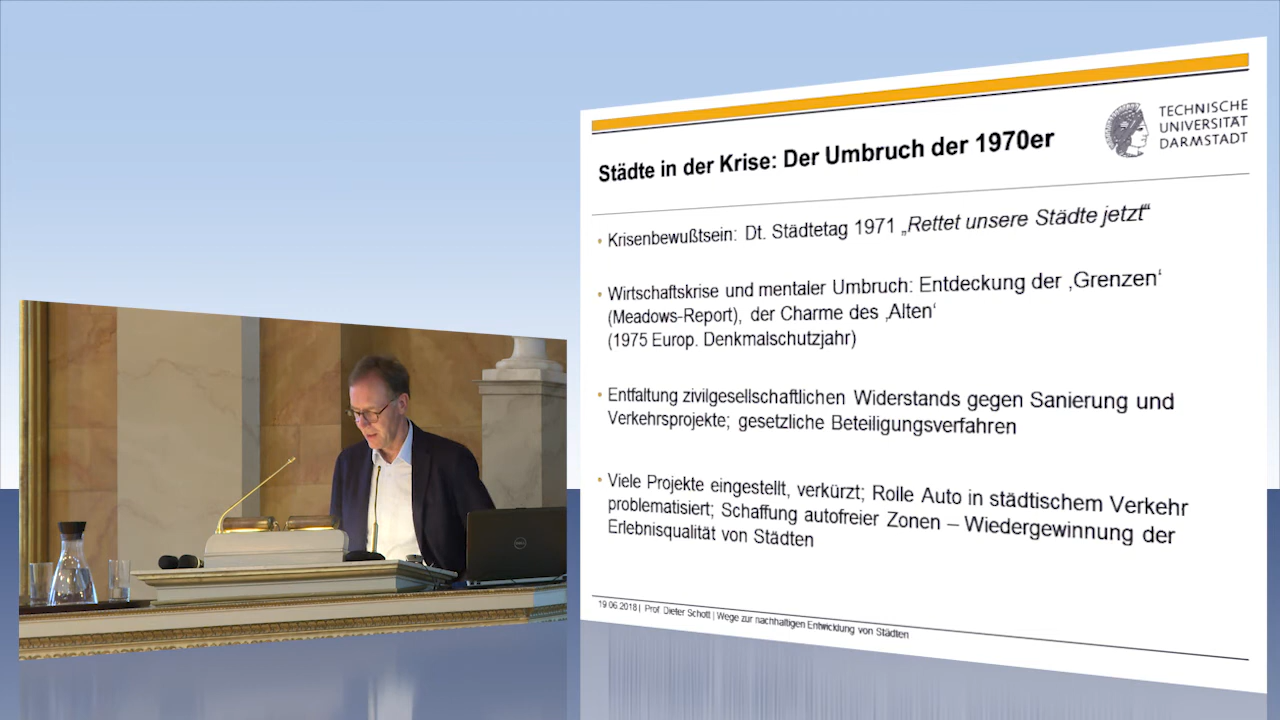 TECHNISCHE
UNIVERSITÄT
DARMSTADT
Städte in der Krise: Der Umbruch der 1970er
• Krisenbewußtsein: Dt. Städtetag 1971 „Rettet unsere Städte jetzt“
• Wirtschaftskrise und mentaler Umbruch: Entdeckung der ‚Grenzen‘
(Meadows-Report), der Charme des ‚Alten‘
(1975 Europ. Denkmalschutzjahr)
• Entfaltung zivilgesellschaftlichen Widerstands gegen Sanierung und
Verkehrsprojekte; gesetzliche Beteiligungsverfahren
• Viele Projekte eingestellt, verkürzt; Rolle Auto in städtischem Verkehr
problematisiert; Schaffung autofreier Zonen – Wiedergewinnung der
Erlebnisqualität von Städten
19.06.2018 | Prof. Dieter Schott | Wege zur nachhaltigen Entwicklung von Städten
DELL